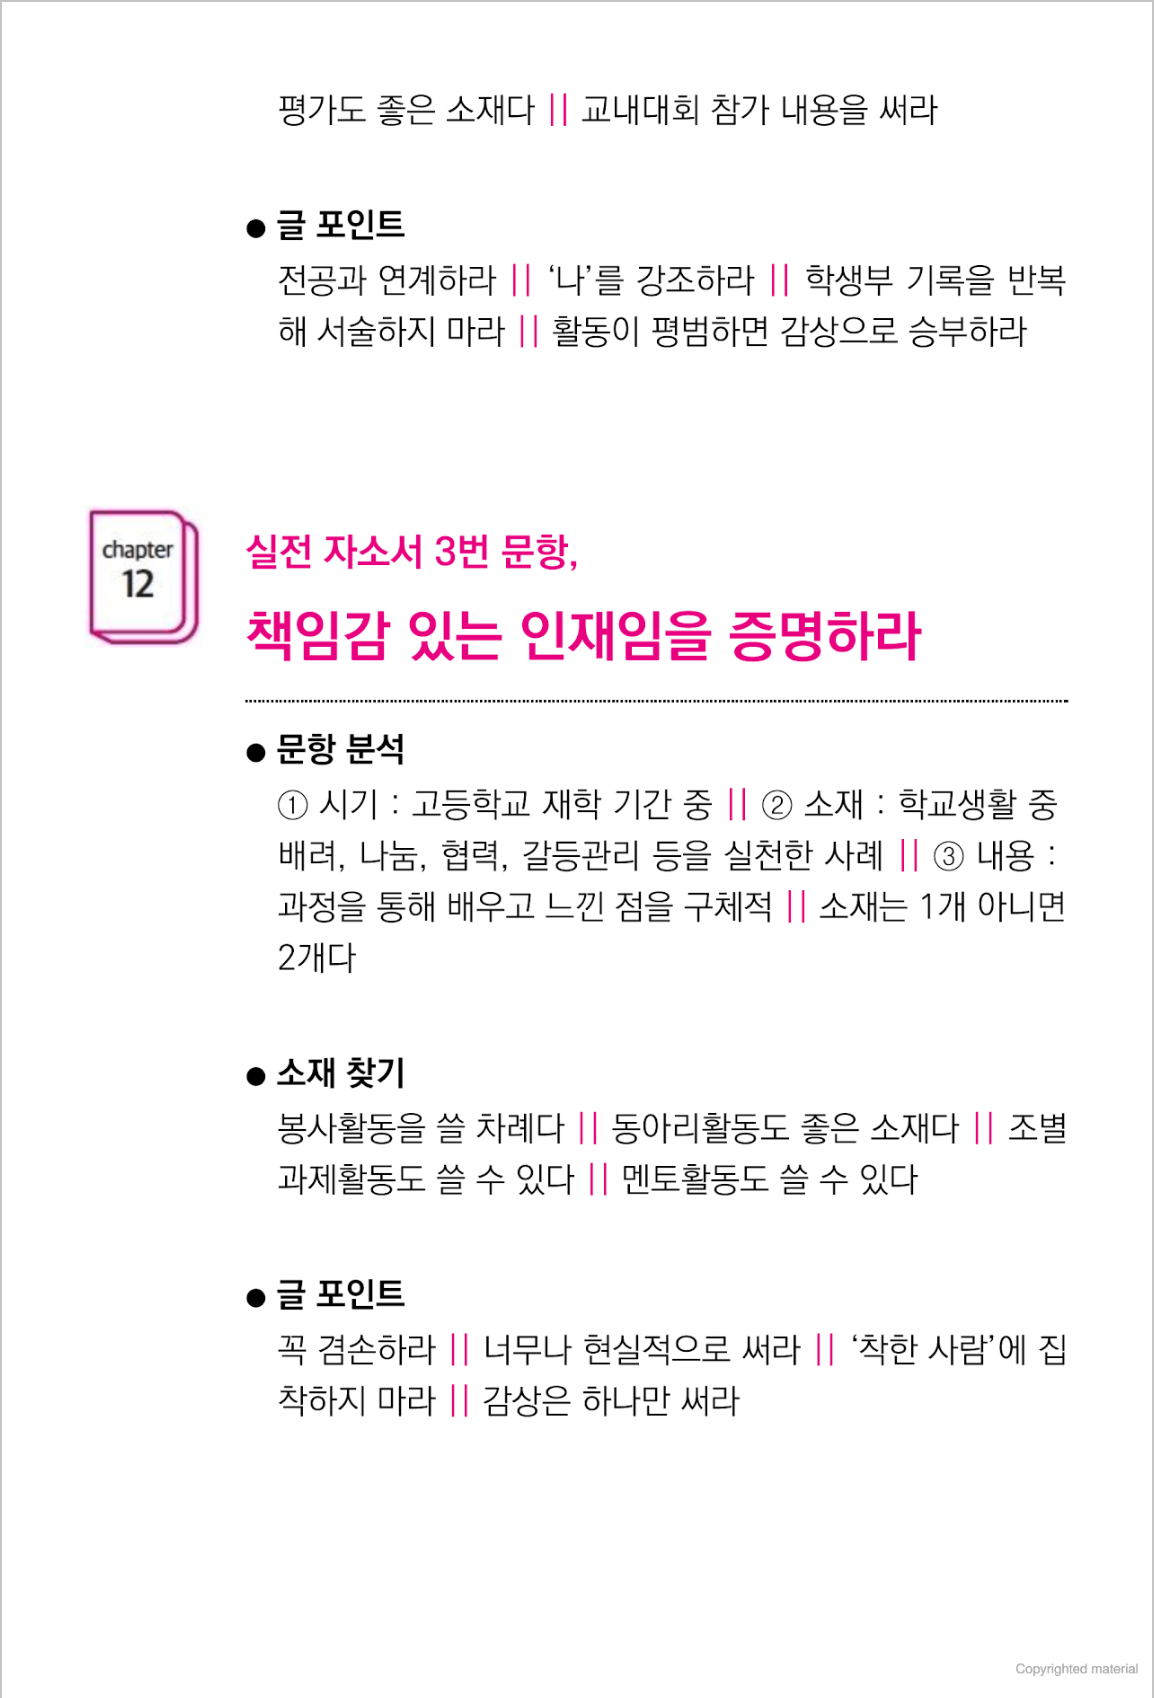 평가도 좋은 소재다 || 교내대회 참가 내용을 써라
● 글 포인트
전공과 연계하라 || ‘나’를 강조하라 || 학생부 기록을 반복
해 서술하지 마라 || 활동이 평범하면 감상으로 승부하라
chapter
12
실전 자소서 3번 문항,
책임감 있는 인재임을 증명하라
● 문항 분석
① 시기 : 고등학교 재학 기간 중 || ② 소재 : 학교생활 중
배려, 나눔, 협력, 갈등관리 등을 실천한 사례 || ③ 내용 :
과정을 통해 배우고 느낀 점을 구체적 || 소재는 1개 아니면
2개다
● 소재 찾기
봉사활동을 쓸 차례다 || 동아리활동도 좋은 소재다 || 조별
과제활동도 쓸 수 있다 || 멘토활동도 쓸 수 있다
● 글 포인트
꼭 겸손하라 || 너무나 현실적으로 써라 || ‘착한 사람’에 집
착하지 마라 || 감상은 하나만 써라
Copyrighted material